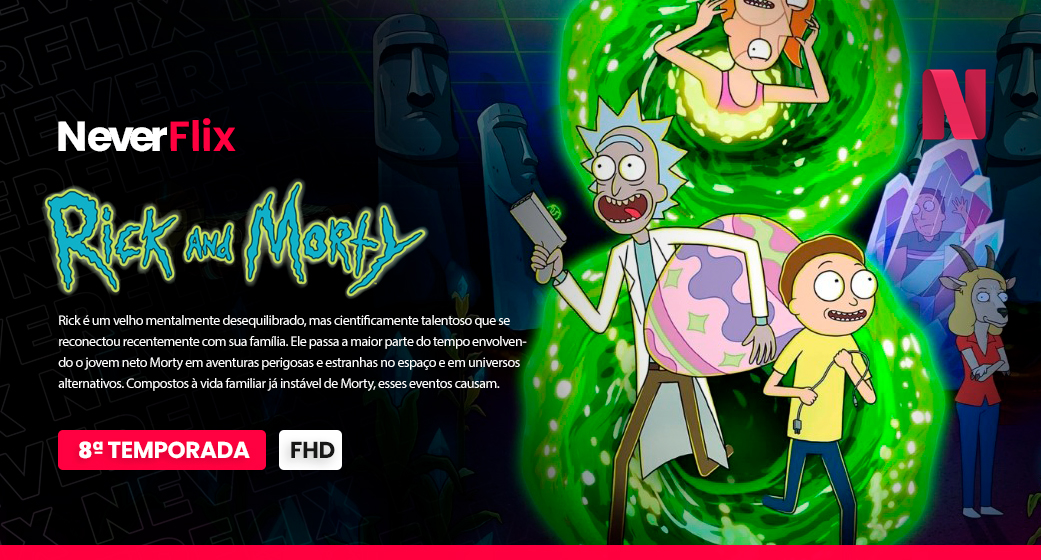 NeverFlix
Rick and Morty
Rick é um velho mentalmente desequilibrado, mas cientificamente talentoso que se
reconectou recentemente com sua família. Ele passa a maior parte do tempo envolven-
do o jovem neto Morty em aventuras perigosas e estranhas no espaço e em universos
alternativos. Compostos à vida familiar já instável de Morty, esses eventos causam.
8ª TEMPORADA
FHD
N